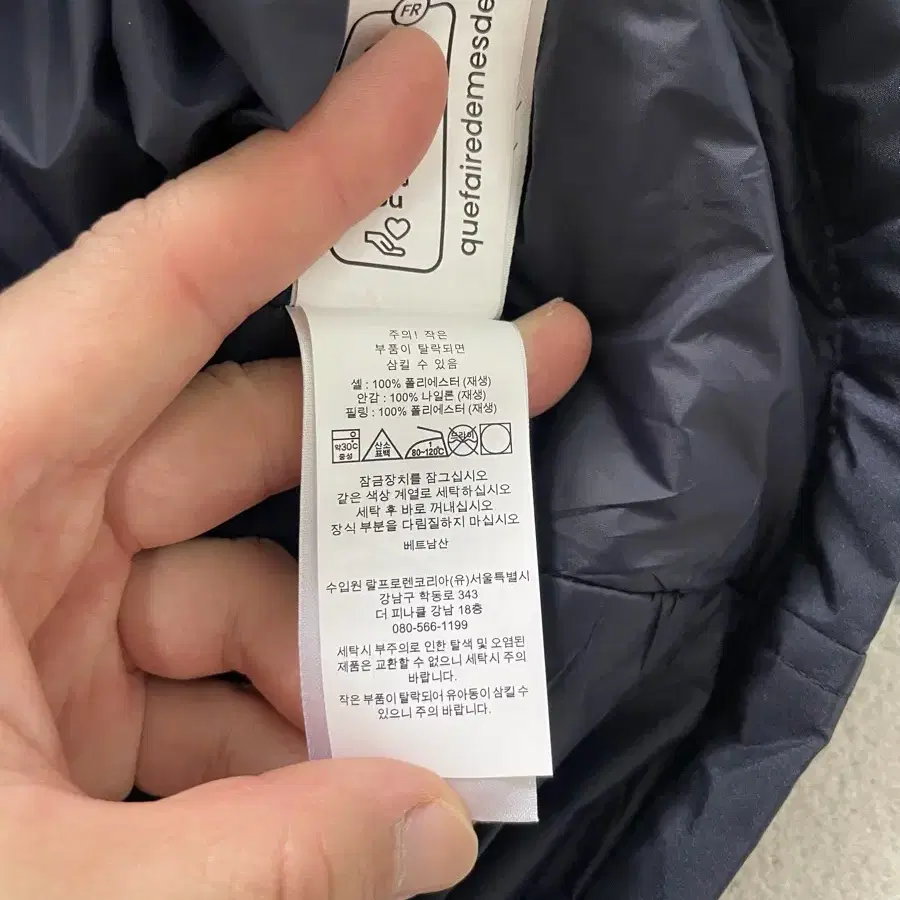 FR
quefairedemesde
주의! 작은
부품이 탈락되면
삼킬 수 있음
셸 : 100% 폴리에스터 (재생)
안감 : 100% 나일론 (재생)
필링 : 100% 폴리에스터 (재생)
약30℃
중성
산소
표백
1
80~120℃
드라이
잠금장치를 잠그십시오
같은 색상 계열로 세탁하십시오
세탁 후 바로 꺼내십시오
장식 부분을 다림질하지 마십시오
베트남산
수입원 랄프로렌코리아(유)서울특별시
강남구 학동로 343
더 피나클 강남 18층
080-566-1199
세탁시 부주의로 인한 탈색 및 오염된
제품은 교환할 수 없으니 세탁시 주의
바랍니다.
작은 부품이 탈락되어 유아동이 삼킬 수
있으니 주의 바랍니다.